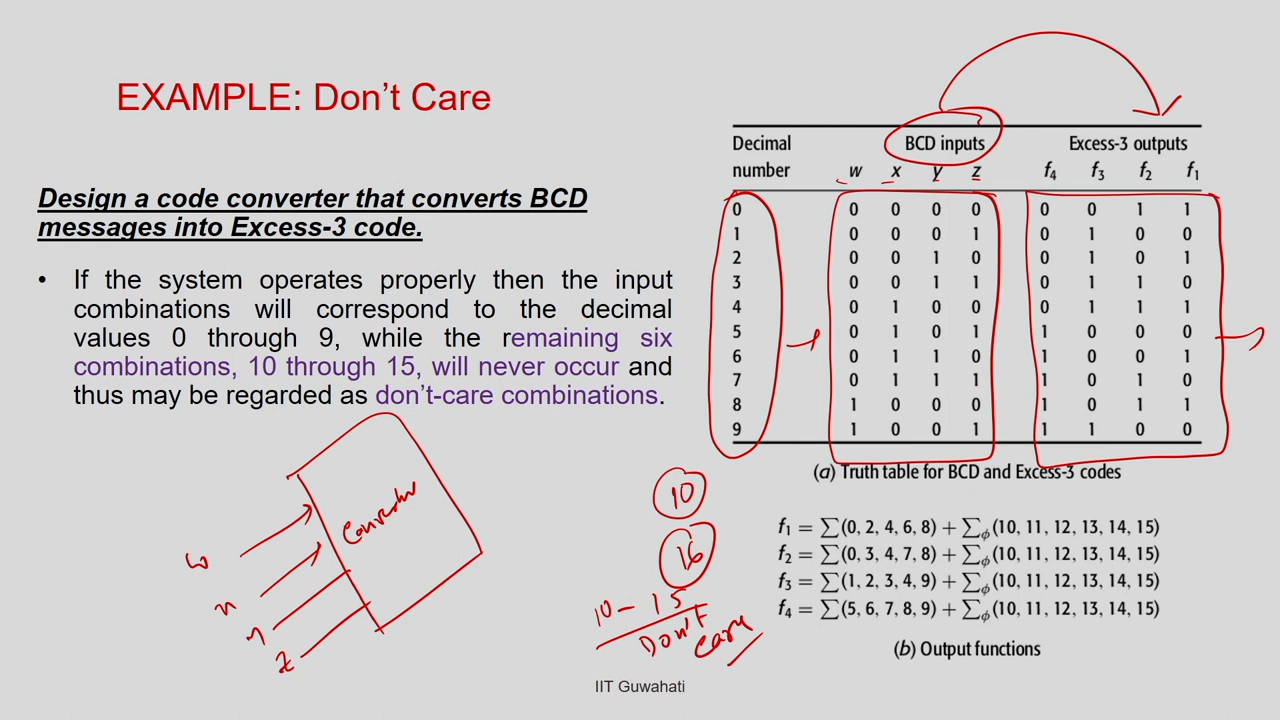 EXAMPLE: Don't Care
Design a code converter that converts BCD
messages into Excess-3 code.
• If the system operates properly then the input
combinations will correspond to the decimal
values 0 through 9, while the remaining six
combinations, 10 through 15, will never occur and
thus may be regarded as don't-care combinations.
Converter
w
x
y
z
10
16
10 – 15
Don't
Care
Decimal BCD inputs Excess-3 outputs
number w x y z f₄ f₃ f₂ f₁
0 0 0 0 0 0 0 1 1
1 0 0 0 1 0 1 0 0
2 0 0 1 0 0 1 0 1
3 0 0 1 1 0 1 1 0
4 0 1 0 0 0 1 1 1
5 0 1 0 1 1 0 0 0
6 0 1 1 0 1 0 0 1
7 0 1 1 1 1 0 1 0
8 1 0 0 0 1 0 1 1
9 1 0 0 1 1 1 0 0
(a) Truth table for BCD and Excess-3 codes
f₁ = ∑(0, 2, 4, 6, 8) + ∑ϕ(10, 11, 12, 13, 14, 15)
f₂ = ∑(0, 3, 4, 7, 8) + ∑ϕ(10, 11, 12, 13, 14, 15)
f₃ = ∑(1, 2, 3, 4, 9) + ∑ϕ(10, 11, 12, 13, 14, 15)
f₄ = ∑(5, 6, 7, 8, 9) + ∑ϕ(10, 11, 12, 13, 14, 15)
(b) Output functions
IIT Guwahati